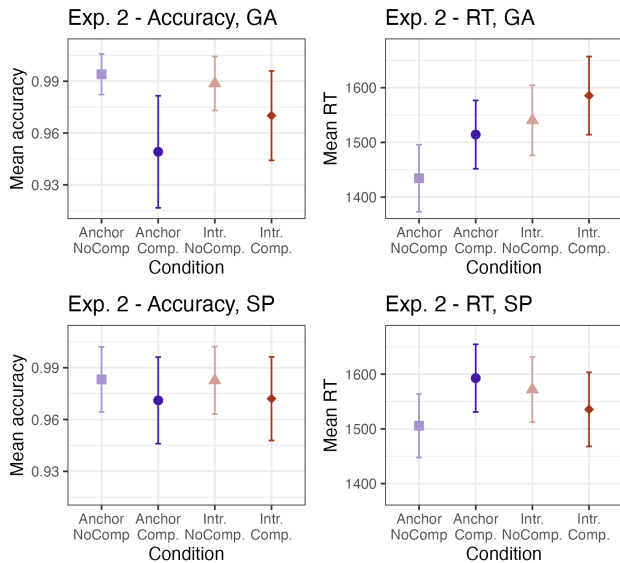 Exp. 2 - Accuracy, GA
Mean accuracy
0.99
0.96
0.93
Anchor NoComp
Anchor Comp.
Intr. NoComp.
Intr. Comp.
Condition
Exp. 2 - RT, GA
Mean RT
1600
1500
1400
Anchor NoComp
Anchor Comp.
Intr. NoComp.
Intr. Comp.
Condition
Exp. 2 - Accuracy, SP
Mean accuracy
0.99
0.96
0.93
Anchor NoComp
Anchor Comp.
Intr. NoComp.
Intr. Comp.
Condition
Exp. 2 - RT, SP
Mean RT
1600
1500
1400
Anchor NoComp
Anchor Comp.
Intr. NoComp.
Intr. Comp.
Condition